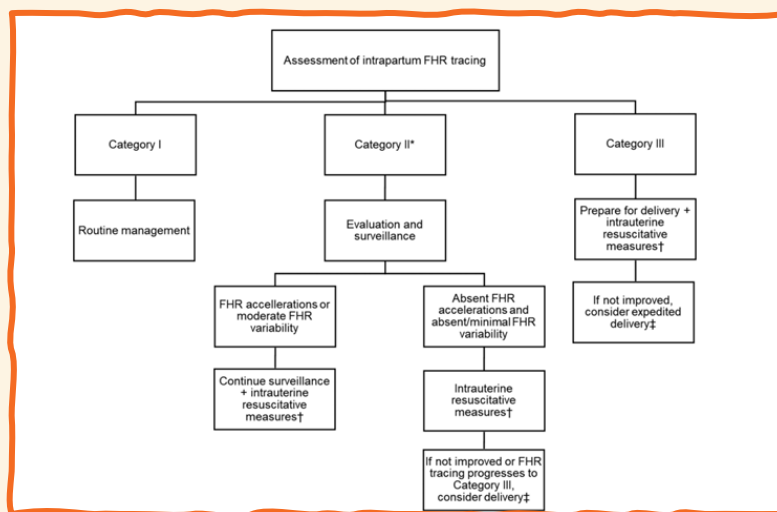 Assessment of intrapartum FHR tracing
Category I
Category II*
Category III
Routine management
Evaluation and
surveillance
Prepare for delivery +
intrauterine
resuscitative
measures†
FHR accellerations or
moderate FHR
variability
Absent FHR
accelerations and
absent/minimal FHR
variability
If not improved,
consider expedited
delivery‡
Continue surveillance
+ intrauterine
resuscitative
measures†
Intrauterine
resuscitative
measures†
If not improved or FHR
tracing progresses to
Category III,
consider delivery‡